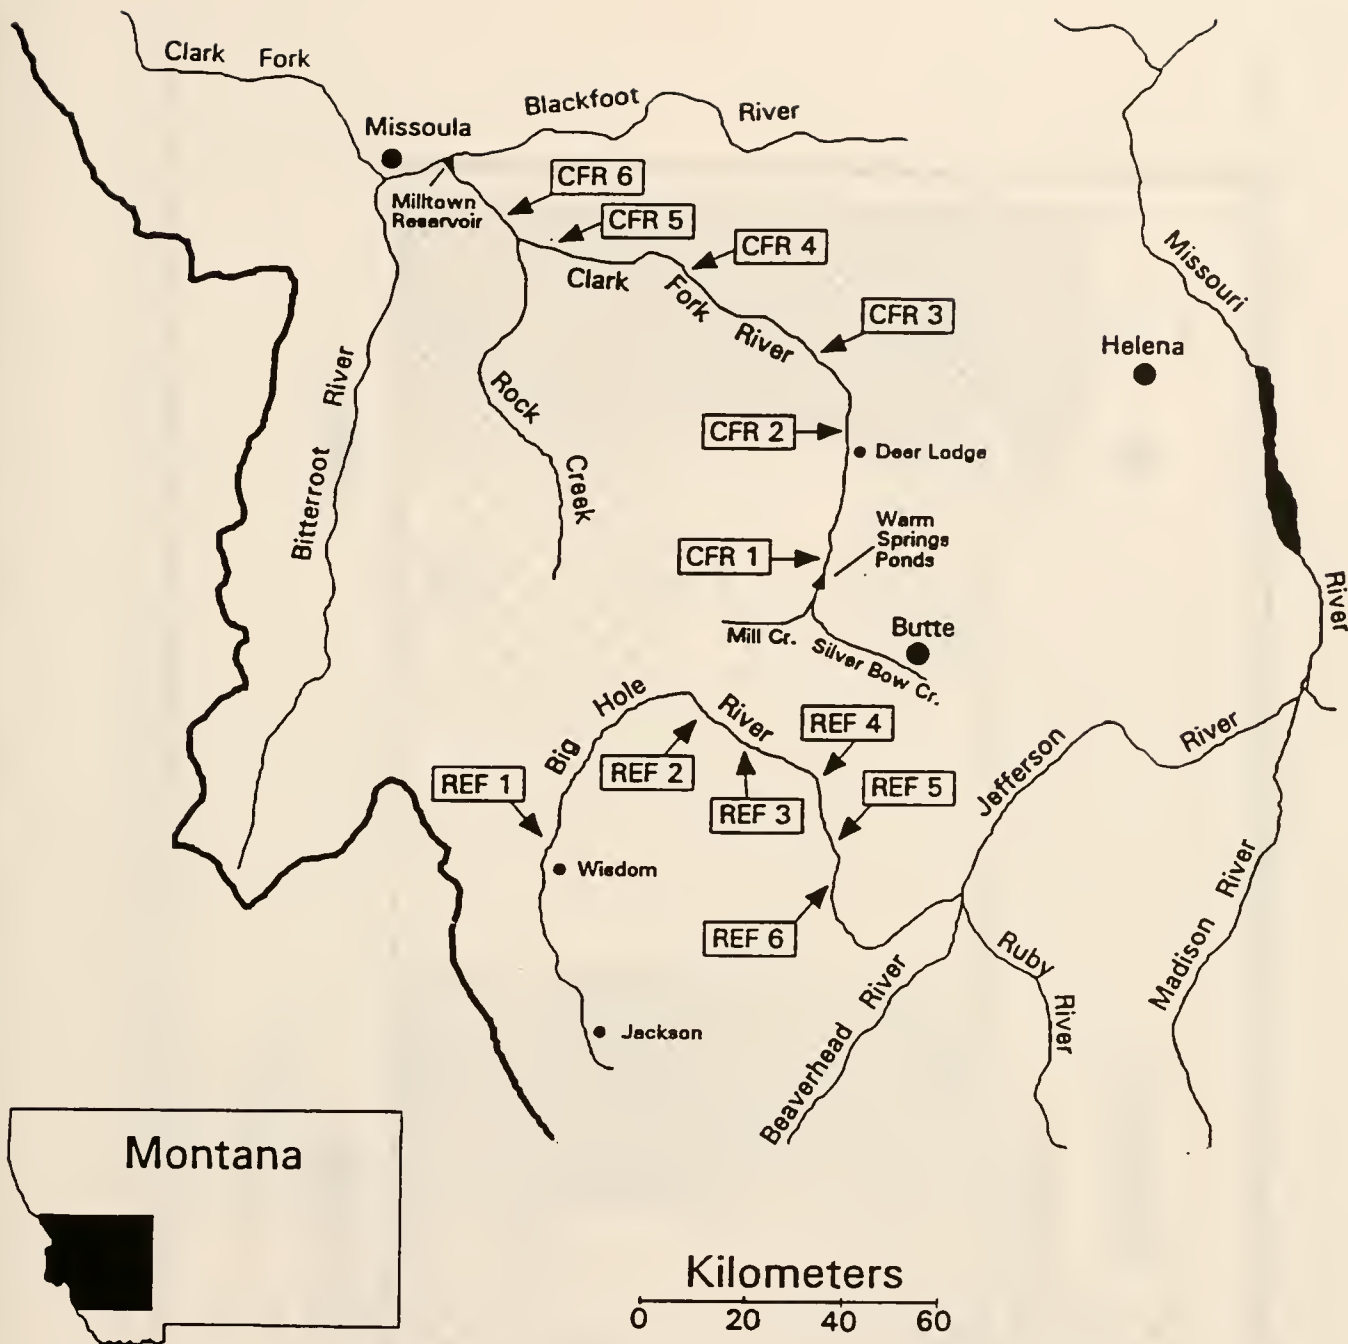 Clark Fork
Blackfoot River
Missoula
Milltown
Reservoir
CFR 6
CFR 5
CFR 4
Clark Fork River
CFR 3
Missouri River
Helena
Bitterroot River
Rock Creek
CFR 2
Deer Lodge
Warm
Springs
Ponds
CFR 1
Mill Cr.
Silver Bow Cr.
Butte
Big Hole River
REF 4
REF 2
REF 1
REF 3
REF 5
Jefferson River
Wisdom
REF 6
Ruby River
Madison River
Beaverhead River
Jackson
Montana
Kilometers
0 20 40 60